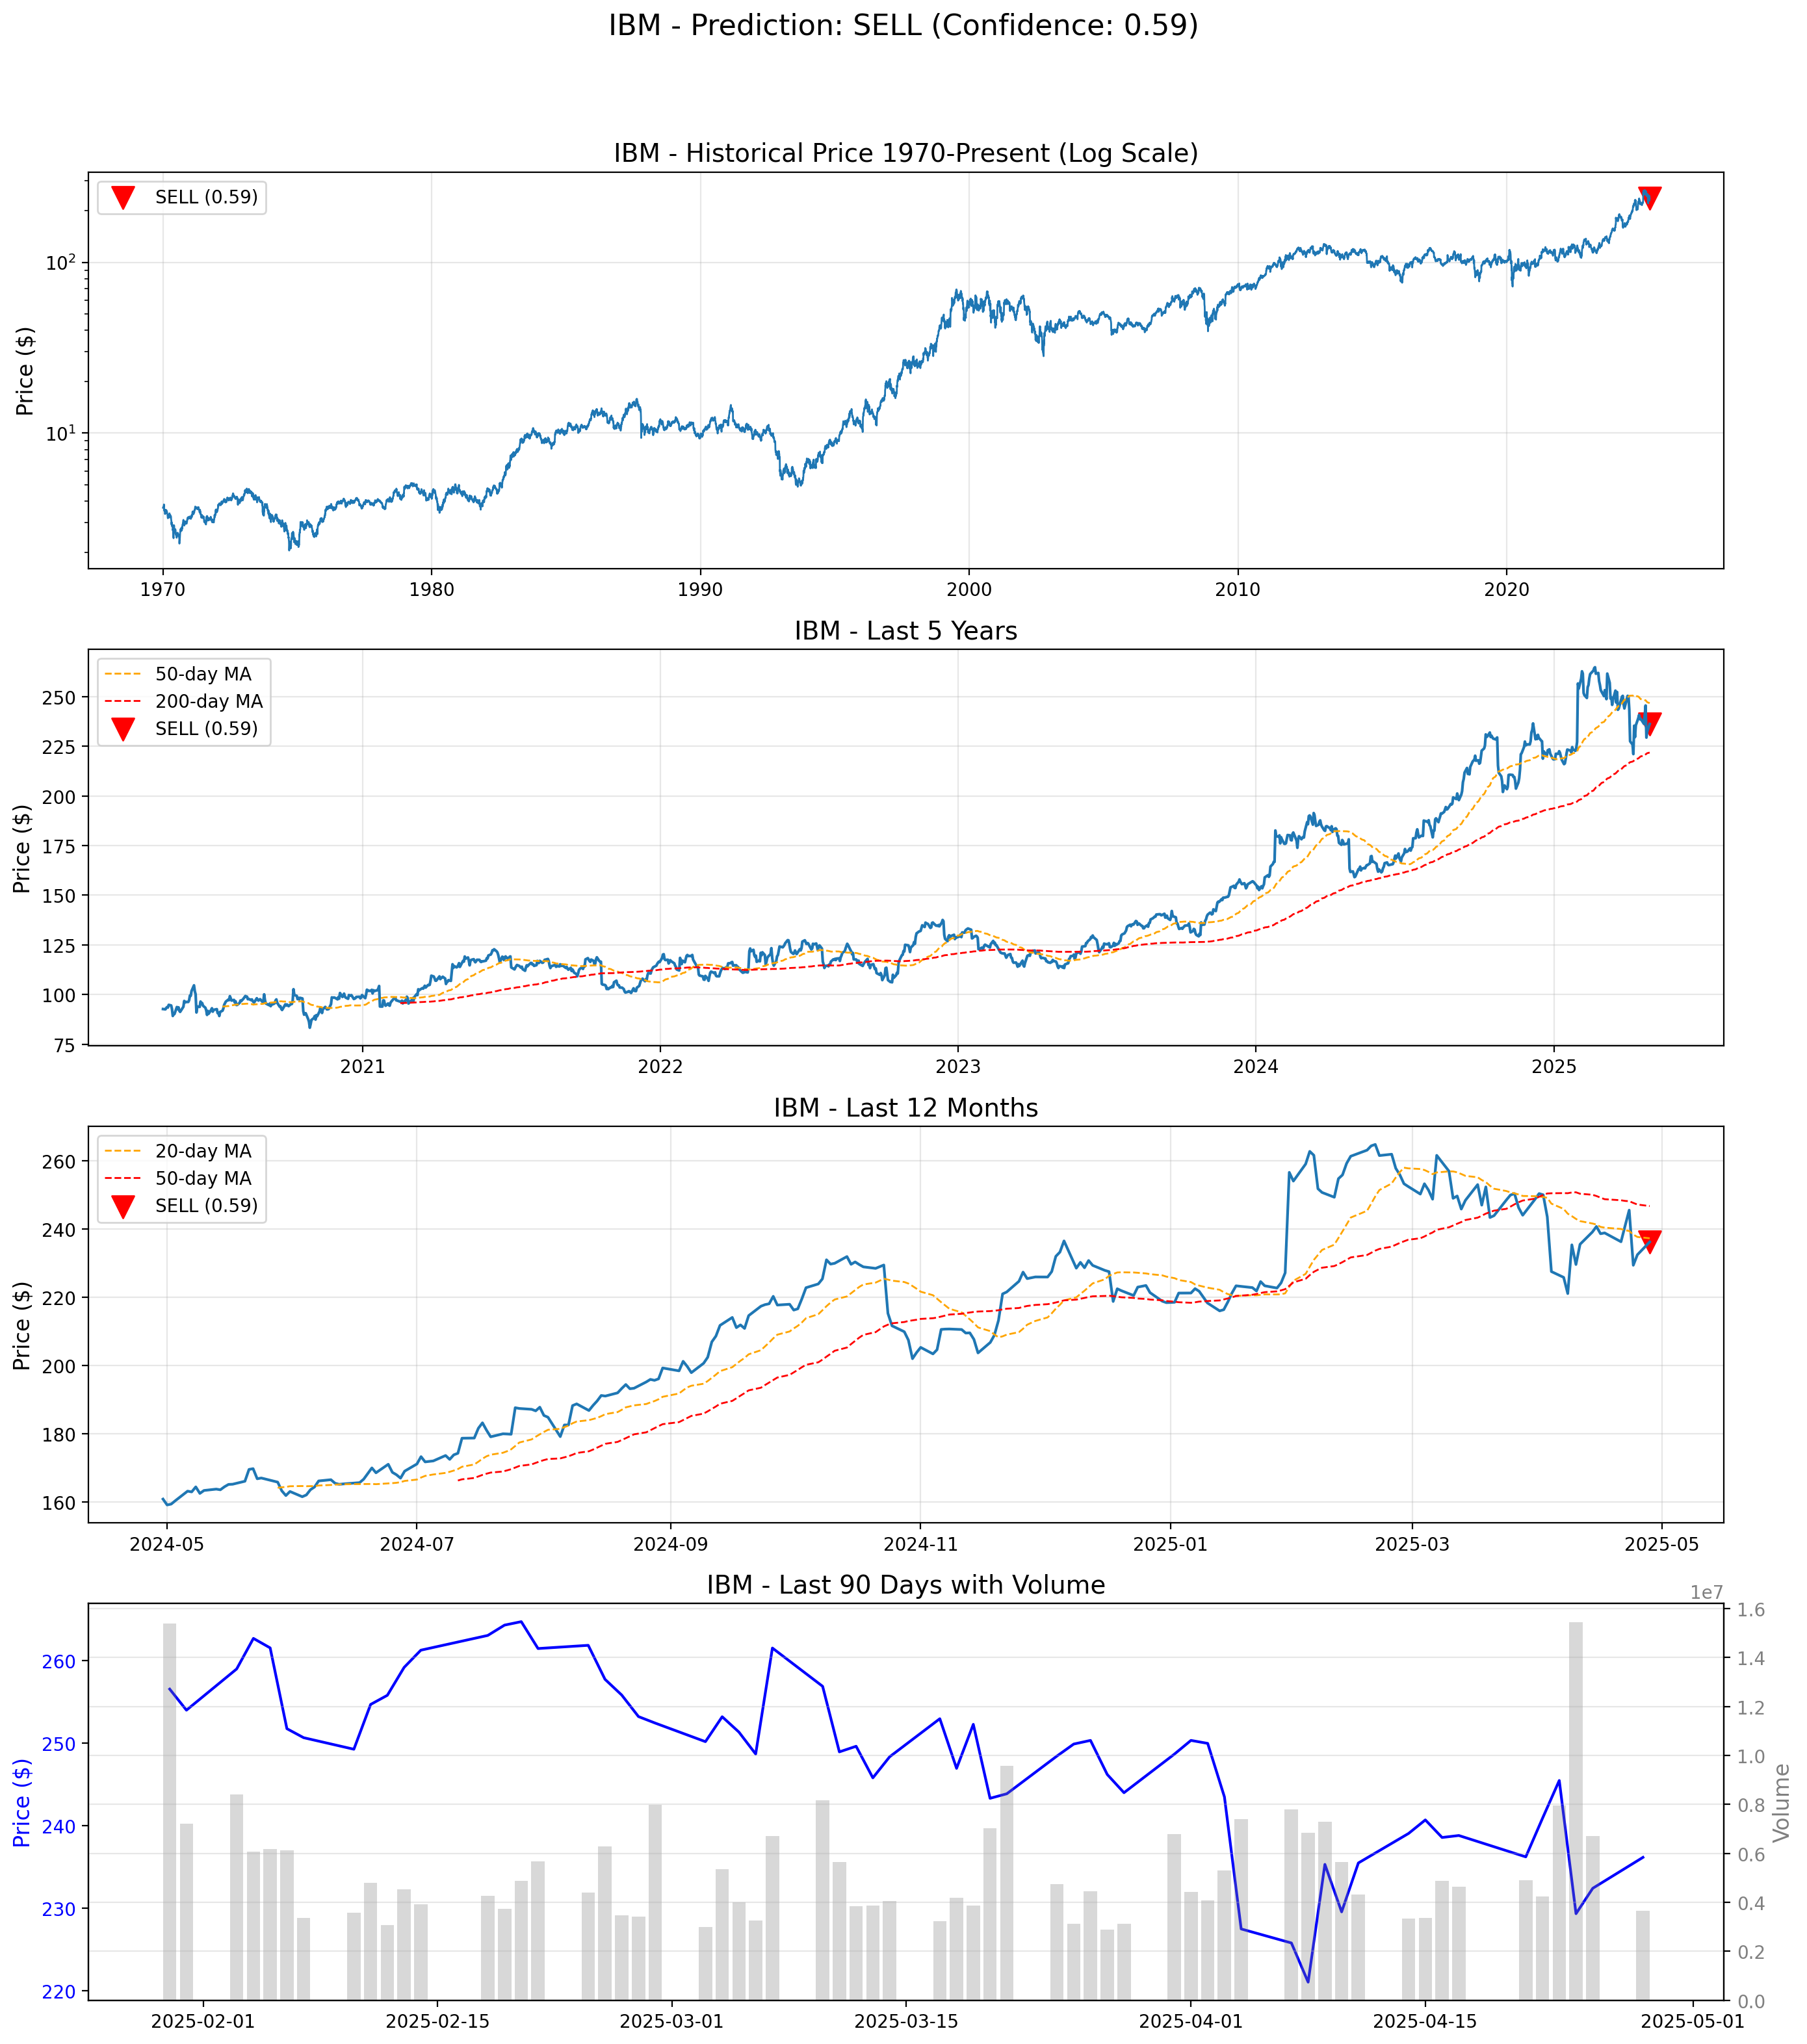 IBM - Prediction: SELL (Confidence: 0.59)
IBM - Historical Price 1970-Present (Log Scale)
SELL (0.59)
Price ($)
10²
10¹
1970 1980 1990 2000 2010 2020
IBM - Last 5 Years
50-day MA
200-day MA
SELL (0.59)
Price ($)
250
225
200
175
150
125
100
75
2021 2022 2023 2024 2025
IBM - Last 12 Months
20-day MA
50-day MA
SELL (0.59)
Price ($)
260
240
220
200
180
160
2024-05 2024-07 2024-09 2024-11 2025-01 2025-03 2025-05
IBM - Last 90 Days with Volume
1e7
Price ($)
260
250
240
230
220
1.6
1.4
1.2
1.0
0.8
0.6
0.4
0.2
0.0
Volume
2025-02-01 2025-02-15 2025-03-01 2025-03-15 2025-04-01 2025-04-15 2025-05-01